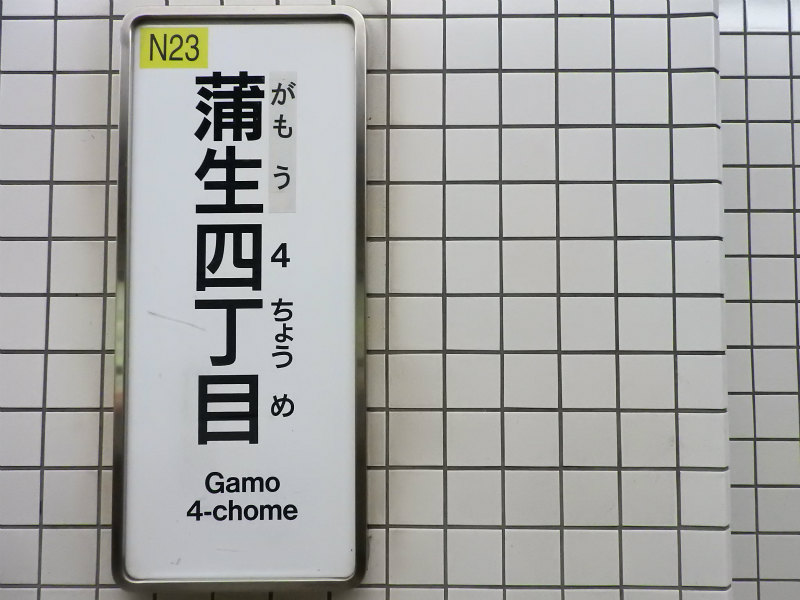 N23
蒲生四丁目
がもう4ちょうめ
Gamo
4-chome